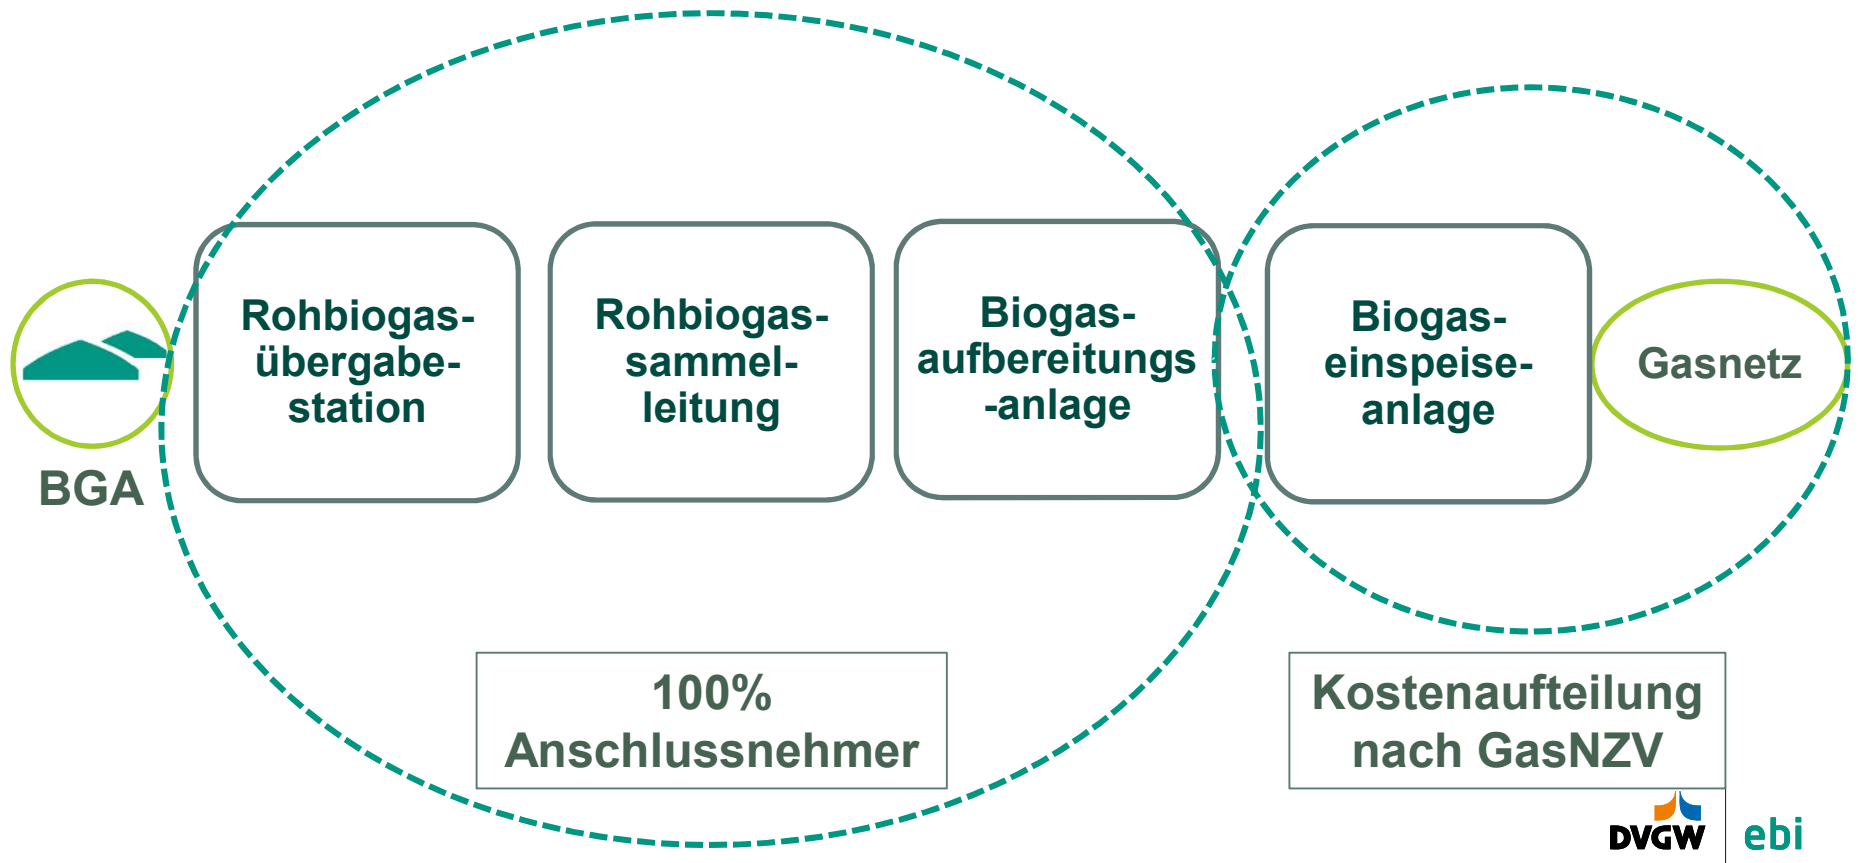 Rohbiogas-
übergabe-
station
Rohbiogas-
sammel-
leitung
Biogas-
aufbereitungs
-anlage
Biogas-
einspeise-
anlage
Gasnetz
BGA
100%
Anschlussnehmer
Kostenaufteilung
nach GasNZV
DVGW
ebi